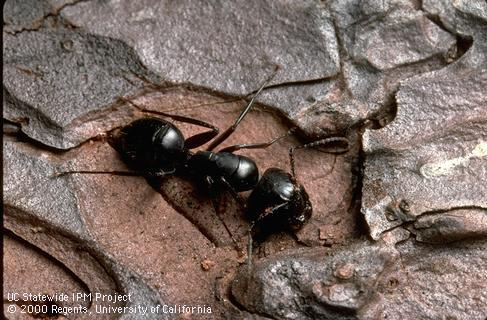 UC Statewide IPM Project
© 2000 Regents, University of California